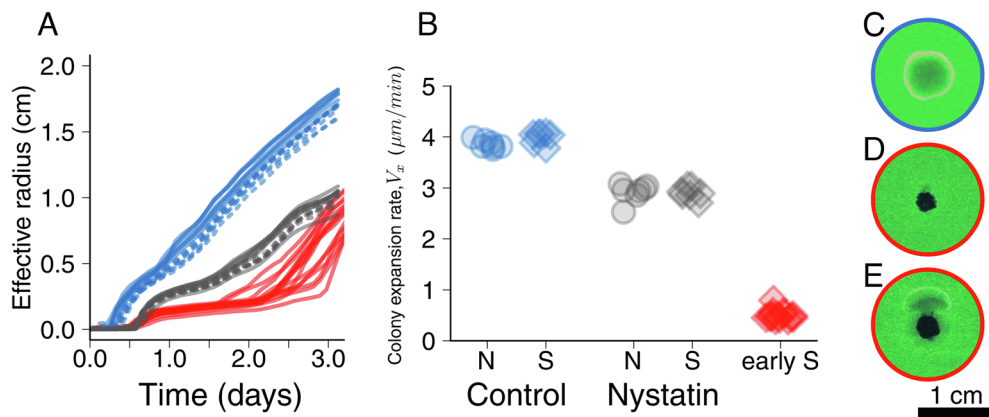 A
2.0
1.5
1.0
0.5
0.0
Effective radius (cm)
0.0 1.0 2.0 3.0
Time (days)
B
5
4
3
2
1
0
Colony expansion rate, Vx (μm/min)
N S N S early S
Control Nystatin
C
D
E
1 cm